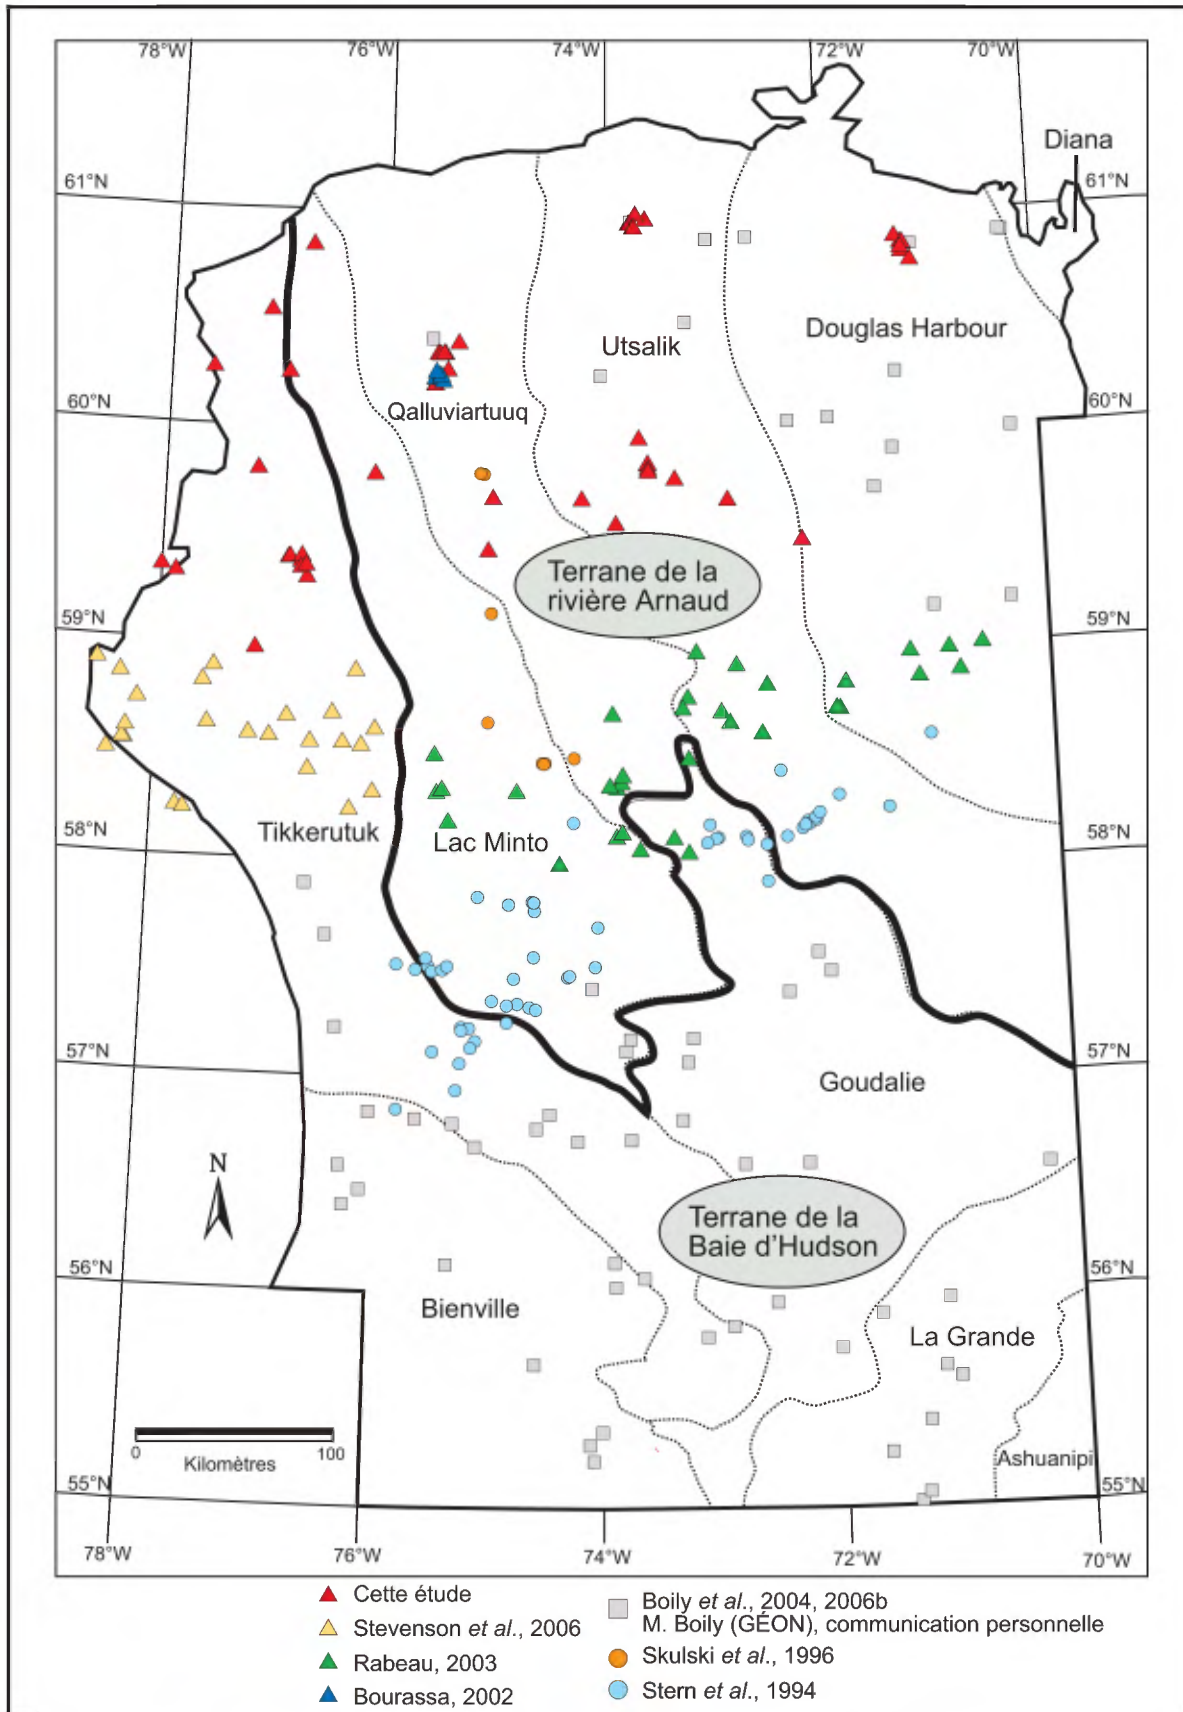 78°W 76°W 74°W 72°W 70°W
Diana
61°N 61°N
Douglas Harbour
Utsalik
Qalluviartuuq
60°N 60°N
Terrane de la
rivière Arnaud
59°N 59°N
58°N 58°N
Tikkerutuk
Lac Minto
57°N 57°N
Goudalie
N
Terrane de la
Baie d'Hudson
56°N 56°N
Bienville
La Grande
0 100
Kilomètres
Ashuanipi
55°N 55°N
78°W 76°W 74°W 72°W 70°W
Cette étude
Stevenson et al., 2006
Rabeau, 2003
Bourassa, 2002
Boily et al., 2004, 2006b
M. Boily (GÉON), communication personnelle
Skulski et al., 1996
Stern et al., 1994